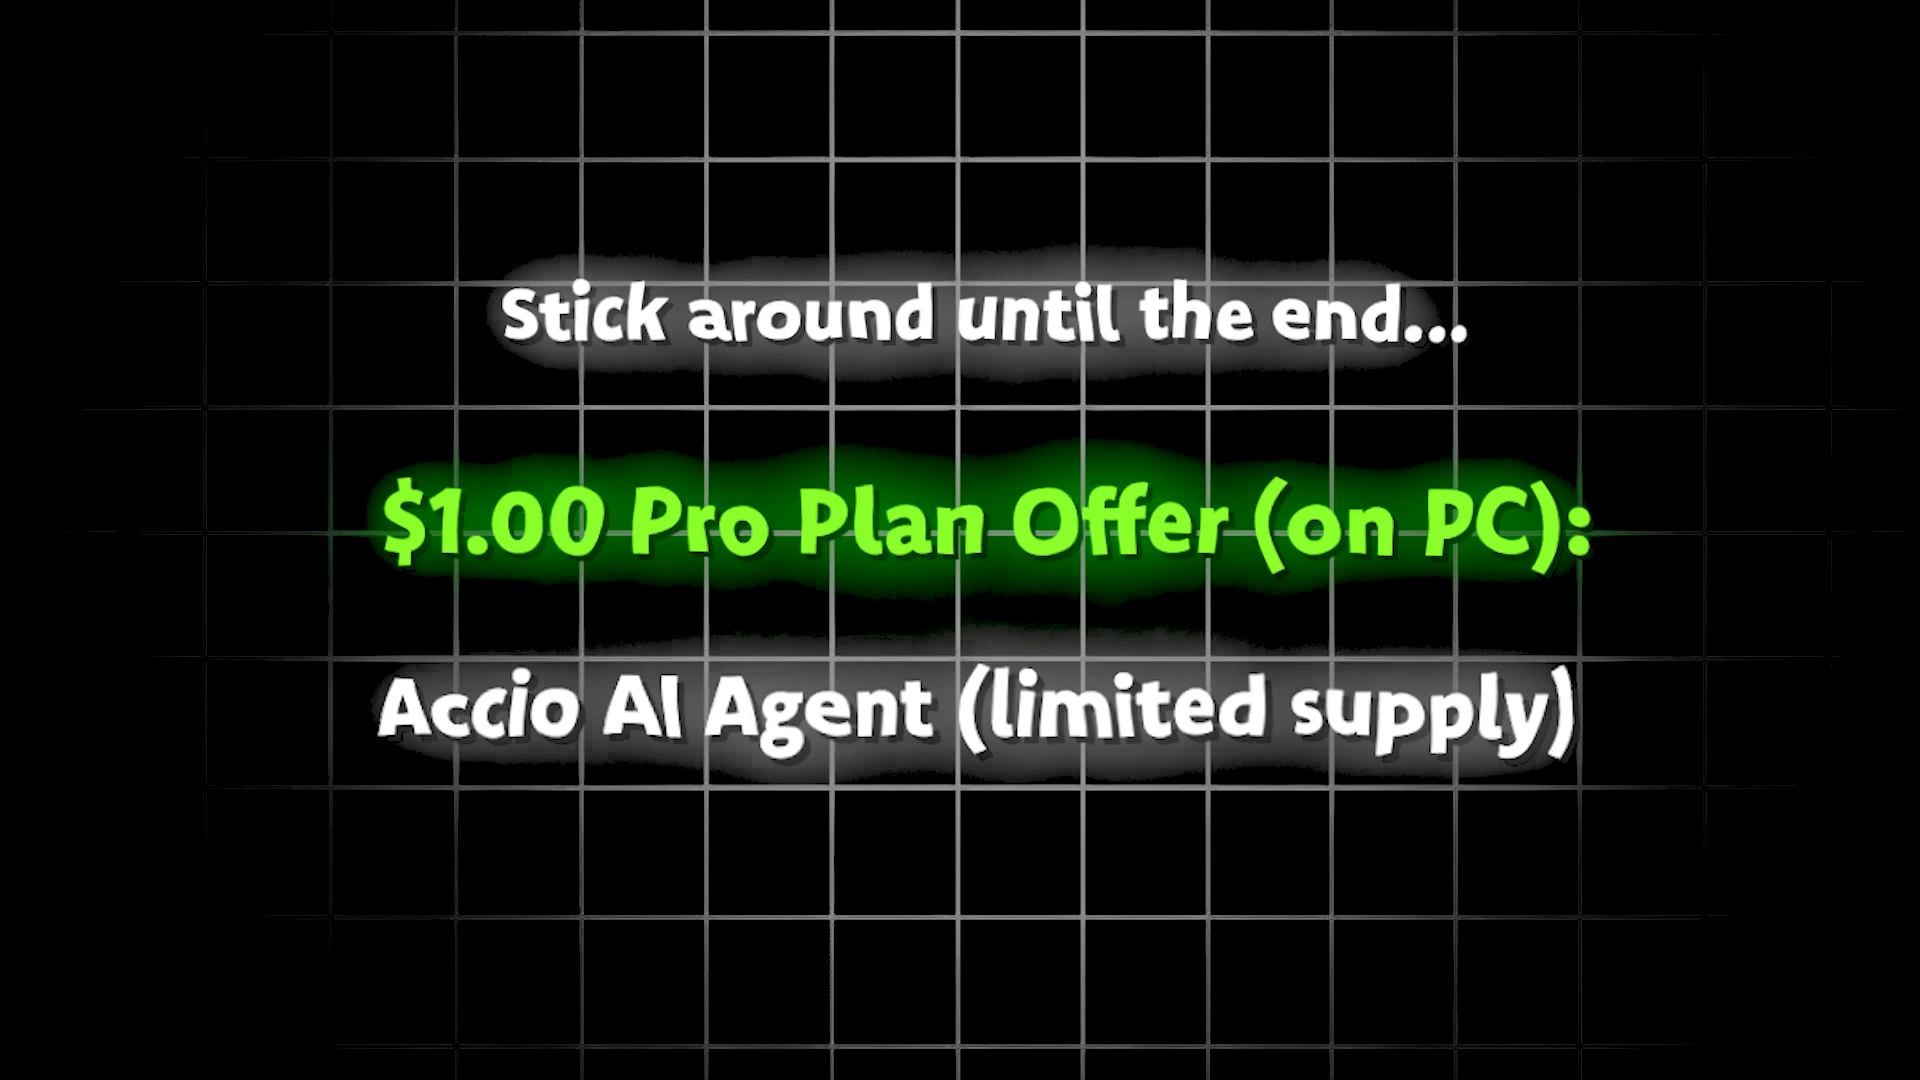 Stick around until the end...
$1.00 Pro Plan Offer (on PC):
Accio AI Agent (limited supply)